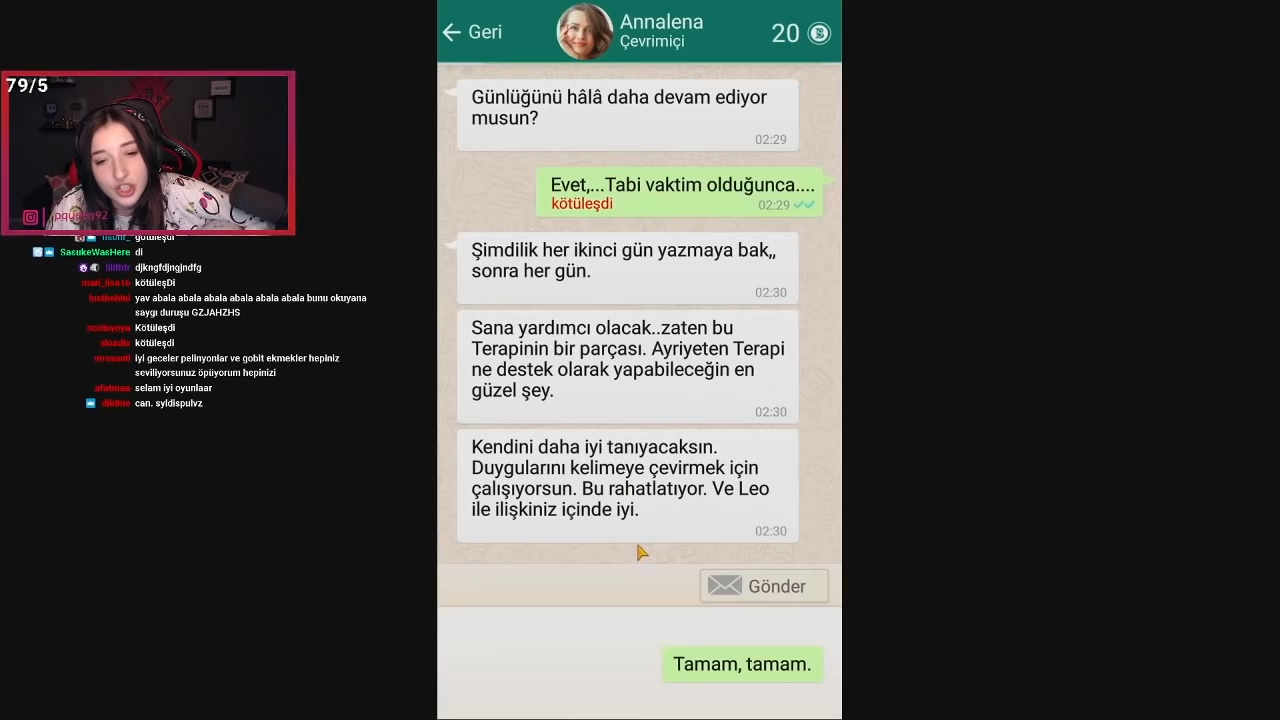 79/5
pqueen92
götüleşdi
SasukeWasHere di
djkngfdjngjndfg
kötüleşDi
yav abala abala abala abala abala abala bunu okuyana
saygı duruşu GZJAHZHS
Kötüleşdi
kötüleşdi
iyi geceler pelinyonlar ve gobit ekmekler hepiniz
seviliyorsunuz öpüyorum hepinizi
afatmaa selam iyi oyunlaar
can. syldispulvz
Geri
Annalena
Çevrimiçi
20
Günlüğünü hâlâ daha devam ediyor
musun?
02:29
Evet,...Tabi vaktim olduğunca....
kötüleşdi
02:29
Şimdilik her ikinci gün yazmaya bak,,
sonra her gün.
02:30
Sana yardımcı olacak..zaten bu
Terapinin bir parçası. Ayriyeten Terapi
ne destek olarak yapabileceğin en
güzel şey.
02:30
Kendini daha iyi tanıyacaksın.
Duygularını kelimeye çevirmek için
çalışıyorsun. Bu rahatlatıyor. Ve Leo
ile ilişkiniz içinde iyi.
02:30
Gönder
Tamam, tamam.